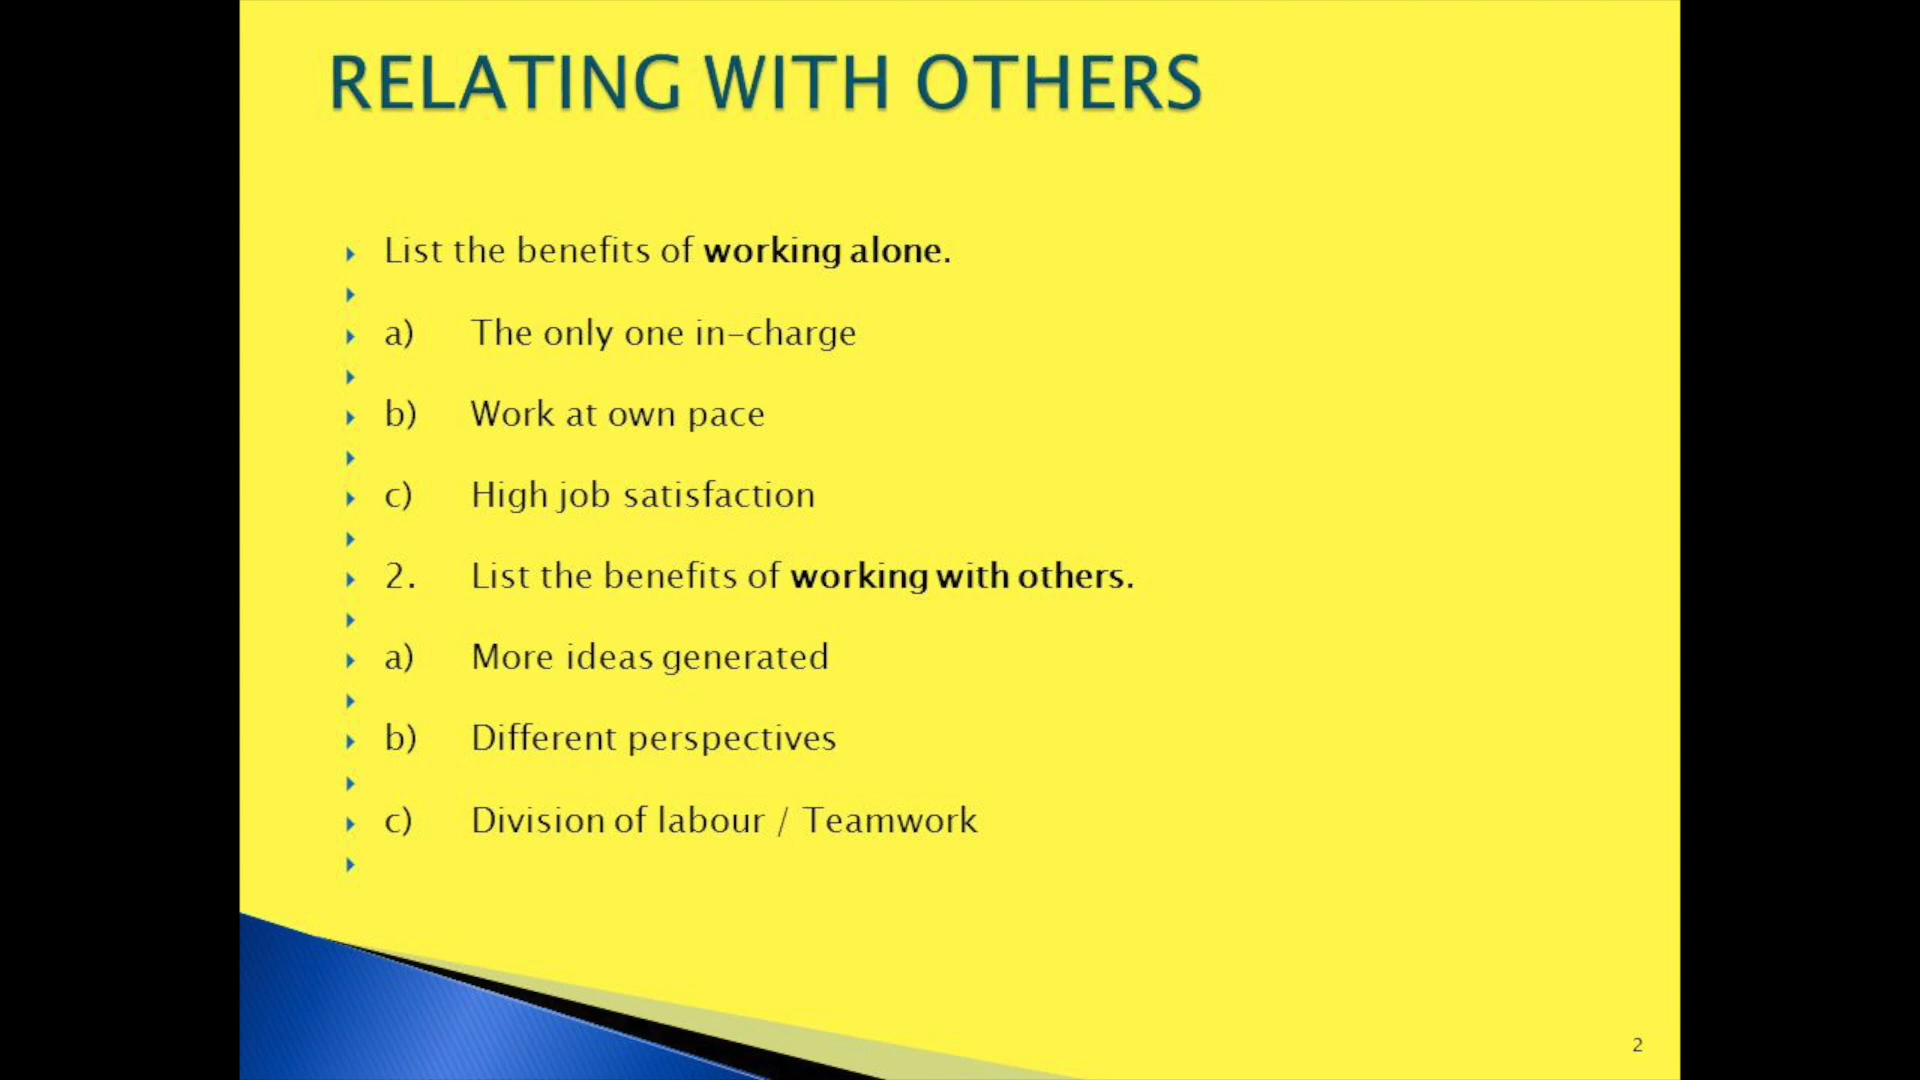 RELATING WITH OTHERS
List the benefits of working alone.
a) The only one in-charge
b) Work at own pace
c) High job satisfaction
2. List the benefits of working with others.
a) More ideas generated
b) Different perspectives
c) Division of labour / Teamwork
2